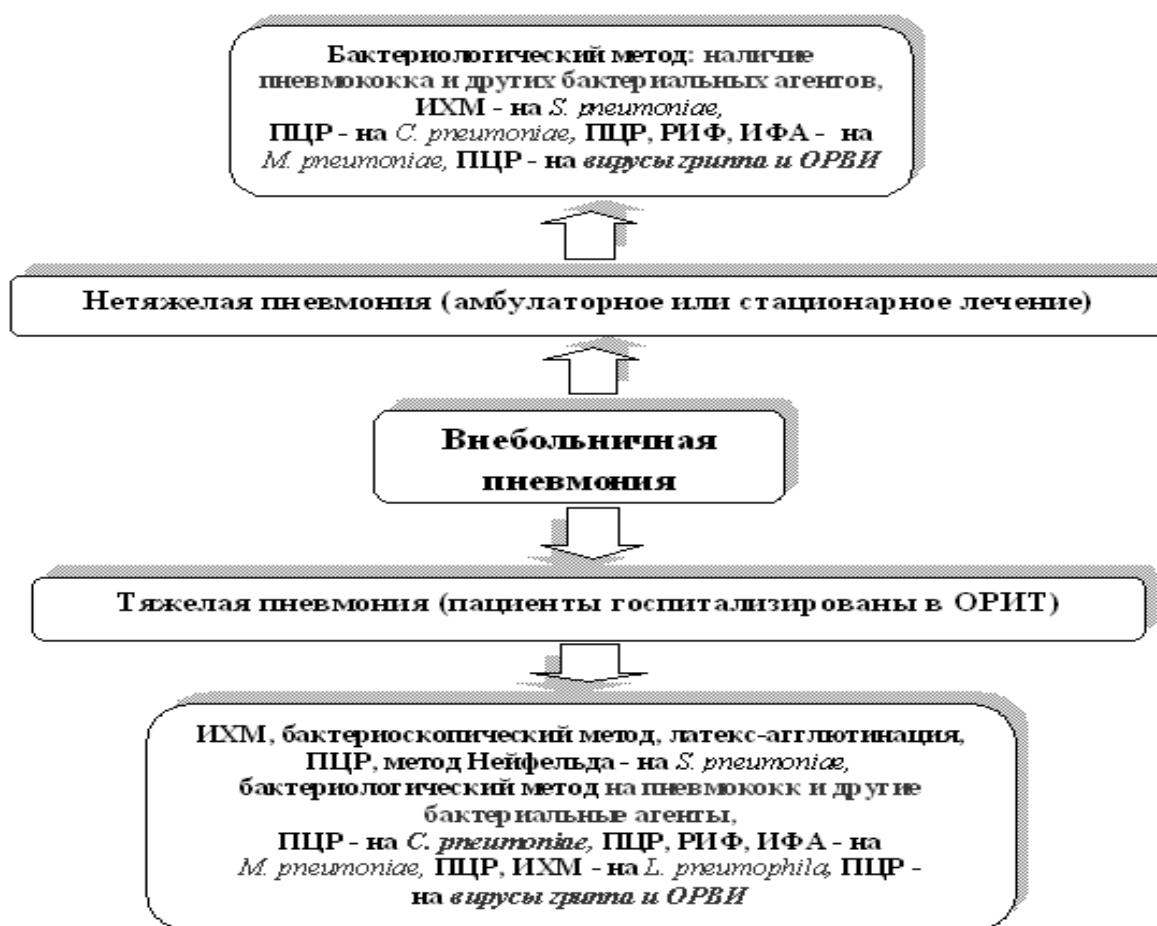 Бактериологический метод: наличие
пневмококка и других бактериальных агентов,
ИХМ - на S. pneumoniae,
ПЦР - на C. pneumoniae, ПЦР, РИФ, ИФА - на
M. pneumoniae, ПЦР - на вирусы гриппа и ОРВИ
Нетяжелая пневмония (амбулаторное или стационарное лечение)
Внебольничная
пневмония
Тяжелая пневмония (пациенты госпитализированы в ОРИТ)
ИХМ, бактериоскопический метод, латекс-агглютинация,
ПЦР, метод Нейфельда - на S. pneumoniae,
бактериологический метод на пневмококк и другие
бактериальные агенты,
ПЦР - на C. pneumoniae, ПЦР, РИФ, ИФА - на
M. pneumoniae, ПЦР, ИХМ - на L. pneumophila, ПЦР -
на вирусы гриппа и ОРВИ